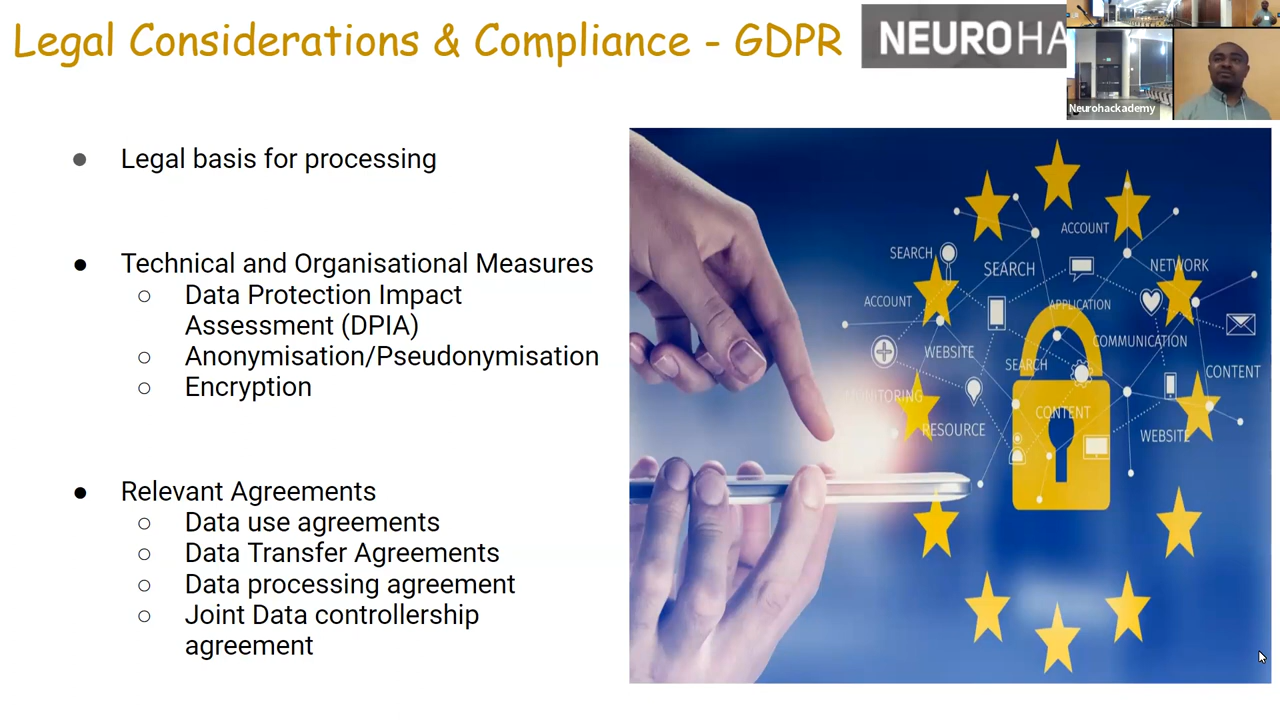 Legal Considerations & Compliance - GDPR
NEUROHA
Neurohackademy
Legal basis for processing
Technical and Organisational Measures
Data Protection Impact
Assessment (DPIA)
Anonymisation/Pseudonymisation
Encryption
Relevant Agreements
Data use agreements
Data Transfer Agreements
Data processing agreement
Joint Data controllership
agreement
ACCOUNT
SEARCH
SEARCH
NETWORK
ACCOUNT
APPLICATION
COMMUNICATION
WEBSITE
SEARCH
CONTENT
MONITORING
CONTENT
RESOURCE
WEBSITE